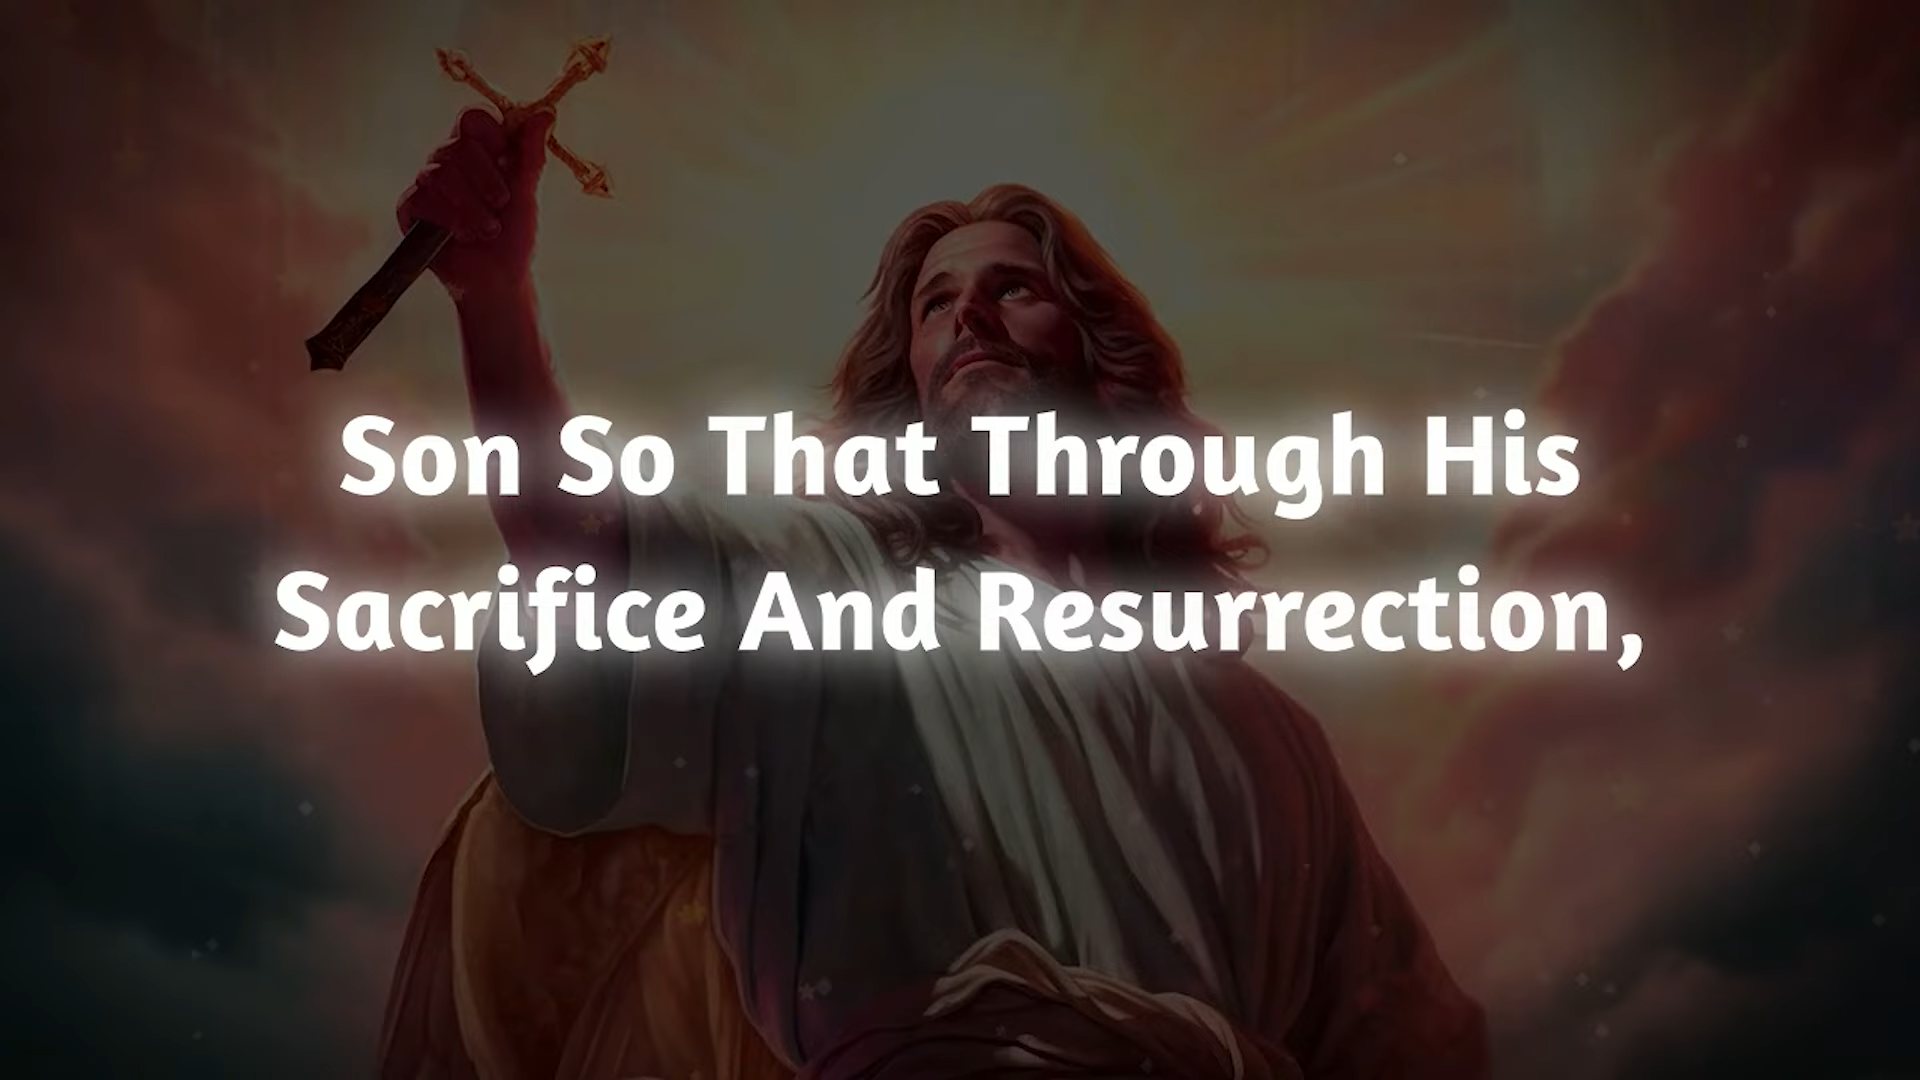 Son So That Through His
Sacrifice And Resurrection,